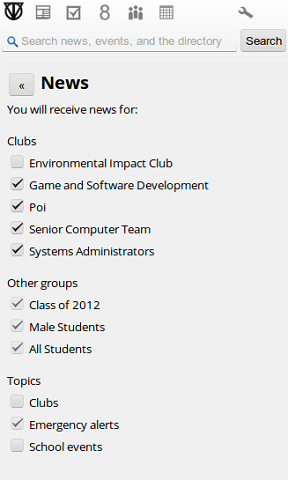 8
Search news, events, and the directory Search
« News
You will receive news for:
Clubs
Environmental Impact Club
Game and Software Development
Poi
Senior Computer Team
Systems Administrators
Other groups
Class of 2012
Male Students
All Students
Topics
Clubs
Emergency alerts
School events